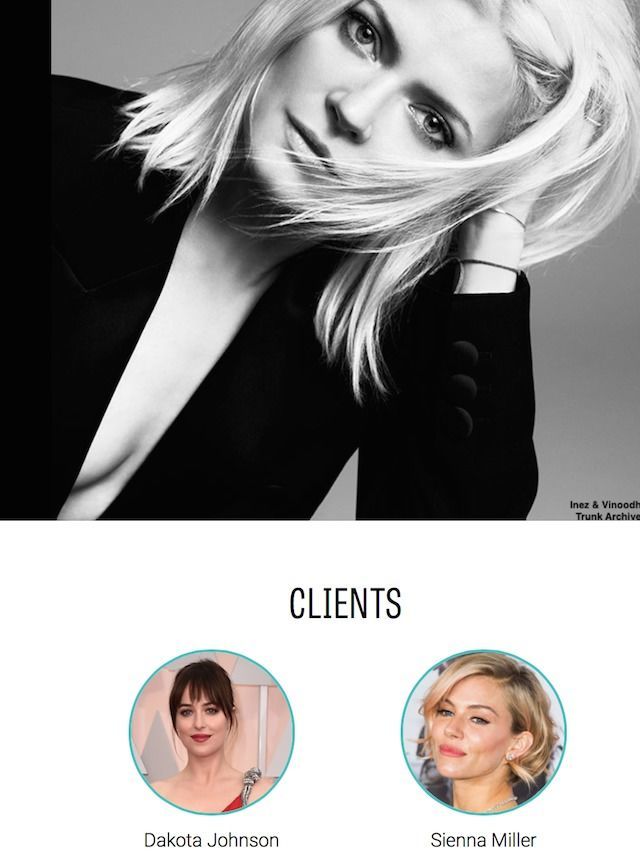 Inez & Vinoodh
Trunk Archive
CLIENTS
Dakota Johnson
Sienna Miller